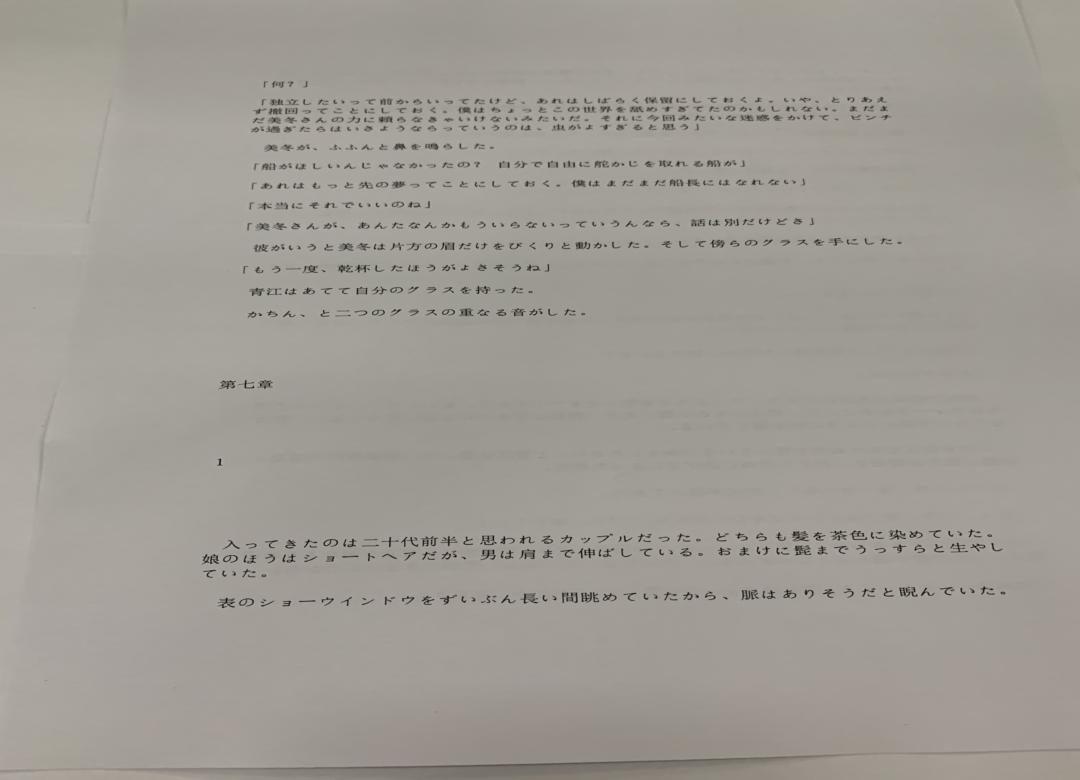 「何？」
「独立したいって前からいってたけど、あれはしばらく保留にしておくよ。いや、とりあえ
ず撤回ってことにしておく。僕はちょっとこの世界を舐めすぎてたのかもしれない。まだま
だ美冬さんの力に頼らなきゃいけないみたいだ。それに今回みたいな迷惑をかけて、ピンチ
が過ぎたらはいさようならっていうのは、虫がよすぎると思う」
美冬が、ふふんと鼻を鳴らした。
「船がほしいんじゃなかったの？　自分で自由に舵かじを取れる船が」
「あれはもっと先の夢ってことにしておく。僕はまだまだ船長にはなれない」
「本当にそれでいいのね」
「美冬さんが、あんたなんかもういらないっていうんなら、話は別だけどさ」
彼がいうと美冬は片方の眉だけをぴくりと動かした。そして傍らのグラスを手にした。
「もう一度、乾杯したほうがよさそうね」
青江はあてて自分のグラスを持った。
かちん、と二つのグラスの重なる音がした。
第七章
1
入ってきたのは二十代前半と思われるカップルだった。どちらも髪を茶色に染めていた。
娘のほうはショートヘアだが、男は肩まで伸ばしている。おまけに髭までうっすらと生やし
ていた。
表のショーウインドウをずいぶん長い間眺めていたから、脈はありそうだと睨んでいた。